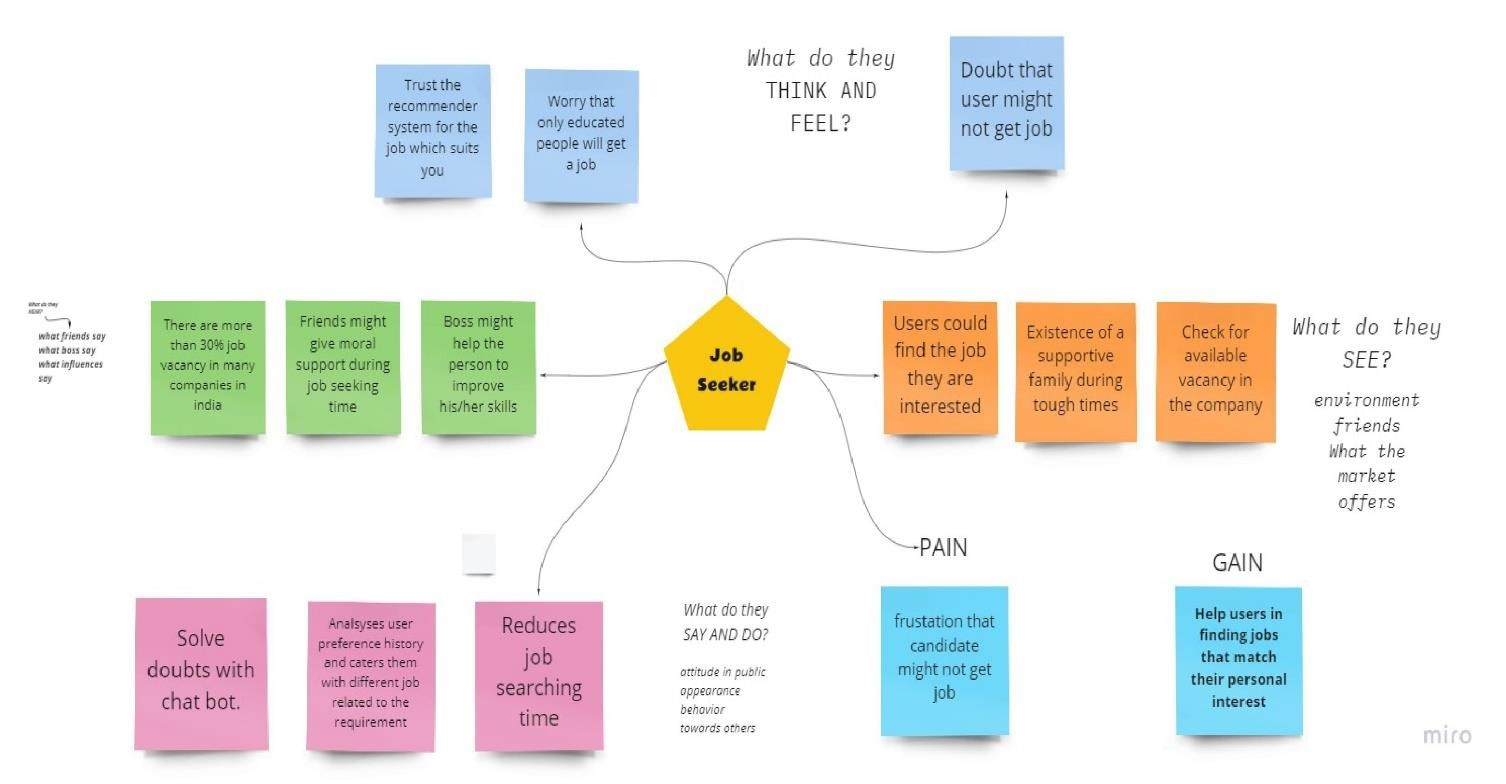 Trust the
recommender
system for the
job which suits
you
Worry that
only educated
people will get
a job
What do they
THINK AND
FEEL?
Doubt that
user might
not get job
What do they
HEAR?
what friends say
what boss say
what influences
say
There are more
than 30% job
vacancy in many
companies in
india
Friends might
give moral
support during
job seeking
time
Boss might
help the
person to
improve
his/her skills
Job
Seeker
Users could
find the job
they are
interested
Existence of a
supportive
family during
tough times
Check for
available
vacancy in
the company
What do they
SEE?
environment
friends
What the
market
offers
Solve
doubts with
chat bot.
Analsyses user
preference history
and caters them
with different job
related to the
requirement
Reduces
job
searching
time
What do they
SAY AND DO?
attitude in public
appearance
behavior
towards others
PAIN
frustation that
candidate
might not get
job
GAIN
Help users in
finding jobs
that match
their personal
interest
miro